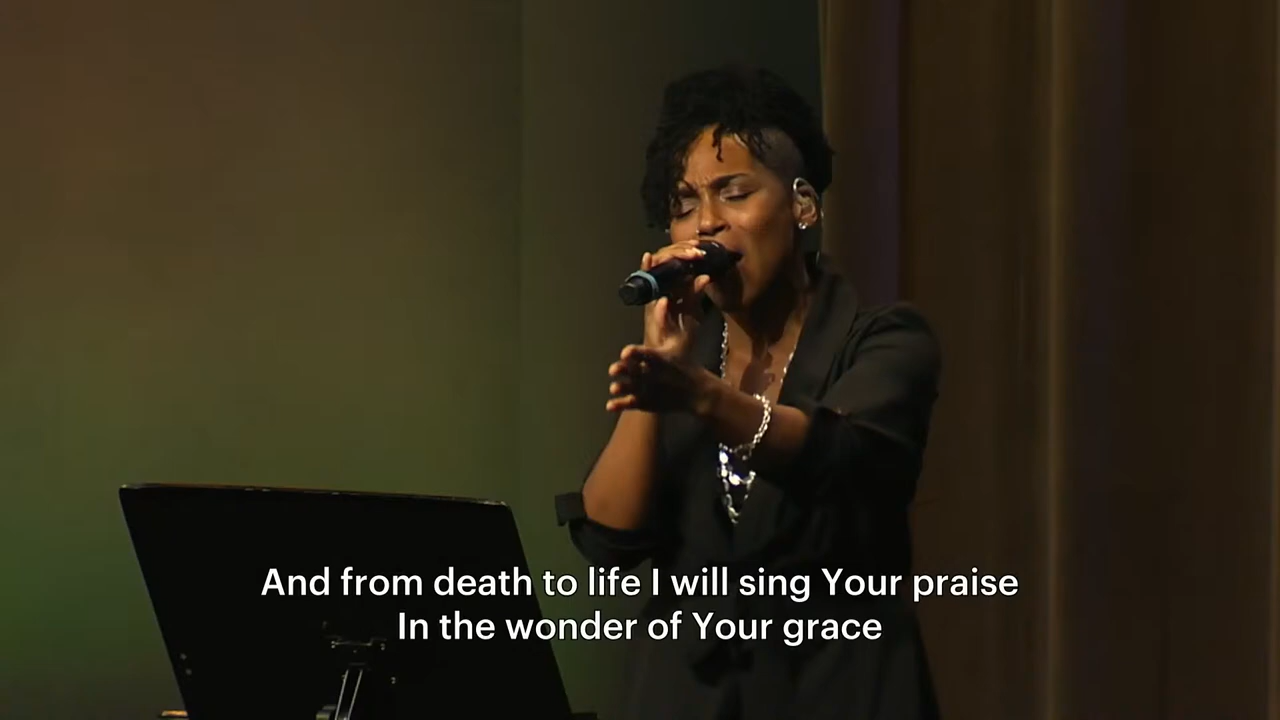 And from death to life I will sing Your praise
In the wonder of Your grace